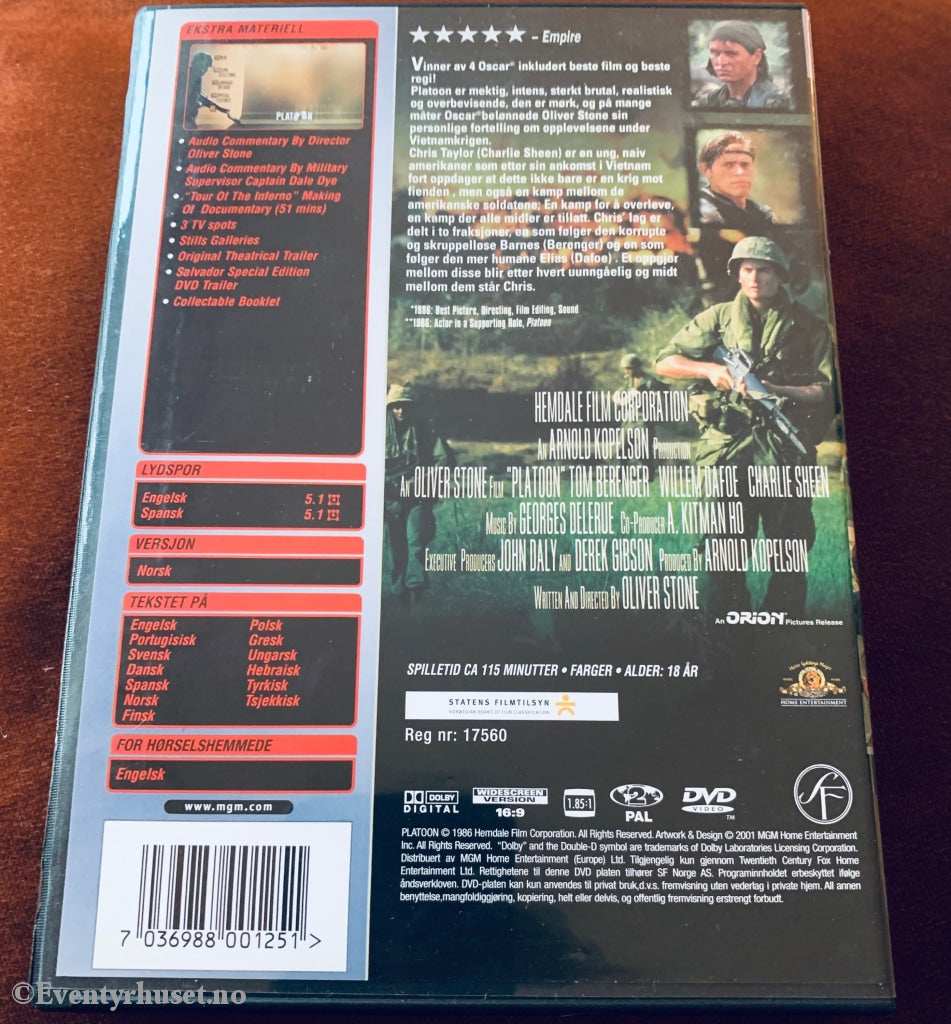 EKSTRA MATERIELL
PLATOON
• Audio Commentary By Director
Oliver Stone
• Audio Commentary By Military
Supervisor Captain Dale Dye
• "Tour Of The Inferno" Making
Of Documentary (51 mins)
• 3 TV spots
• Stills Galleries
• Original Theatrical Trailer
• Salvador Special Edition
DVD Trailer
• Collectable Booklet
LYDSPOR
Engelsk 5.1
Spansk 5.1
VERSJON
Norsk
TEKSTET PÅ
Engelsk Polsk
Portugisisk Gresk
Svensk Ungarsk
Dansk Hebraisk
Spansk Tyrkisk
Norsk Tsjekkisk
Finsk
FOR HØRSELSHEMMEDE
Engelsk
www.mgm.com
7 036988 001251 >
★★★★★ – Empire
Vinner av 4 Oscar® inkludert beste film og beste
regi!
Platoon er mektig, intens, sterkt brutal, realistisk
og overbevisende, den er mørk, og på mange
måter Oscar®belønnede Oliver Stone sin
personlige fortelling om opplevelsene under
Vietnamkrigen.
Chris Taylor (Charlie Sheen) er en ung, naiv
amerikaner som etter sin ankomst i Vietnam
fort oppdager at dette ikke bare er en krig mot
fienden , men også en kamp mellom de
amerikanske soldatene; En kamp for å overleve,
en kamp der alle midler er tillatt. Chris' lag er
delt i to fraksjoner, en som følger den korrupte
og skruppelløse Barnes (Berenger) og en som
følger den mer humane Elias (Dafoe) . Et oppgjør
mellom disse blir etter hvert uunngåelig og midt
mellom dem står Chris.
*1986: Best Picture, Directing, Film Editing, Sound
**1986: Actor in a Supporting Role, Platoon
HEMDALE FILM CORPORATION
AN ARNOLD KOPELSON PRODUCTION
AN OLIVER STONE FILM "PLATOON" TOM BERENGER WILLEM DAFOE CHARLIE SHEEN
MUSIC BY GEORGES DELERUE CO-PRODUCER A. KITMAN HO
EXECUTIVE PRODUCERS JOHN DALY AND DEREK GIBSON PRODUCED BY ARNOLD KOPELSON
WRITTEN AND DIRECTED BY OLIVER STONE
An ORION Pictures Release
SPILLETID CA 115 MINUTTER • FARGER • ALDER: 18 ÅR
HOME ENTERTAINMENT
STATENS FILMTILSYN
NORWEGIAN BOARD OF FILM CLASSIFICATION
Reg nr: 17560
DOLBY DIGITAL
WIDESCREEN VERSION 16:9
1.85:1
2 PAL
DVD VIDEO ™
SF
PLATOON © 1986 Hemdale Film Corporation. All Rights Reserved. Artwork & Design © 2001 MGM Home Entertainment
Inc. All Rights Reserved. "Dolby" and the Double-D symbol are trademarks of Dolby Laboratories Licensing Corporation.
Distribuert av MGM Home Entertainment (Europe) Ltd. Tilgjengelig kun gjennom Twentieth Century Fox Home
Entertainment Ltd. Rettighetene til denne DVD platen tilhører SF Norge AS. Programinnholdet erbeskyttet ifølge
åndsverkloven. DVD-platen kan kun anvendes til privat bruk,d.v.s. fremvisning uten vederlag i private hjem. All annen
benyttelse,mangfoldiggjøring, kopiering, helt eller delvis, og offentlig fremvisning erstrengt forbudt.
©Eventyrhuset.no